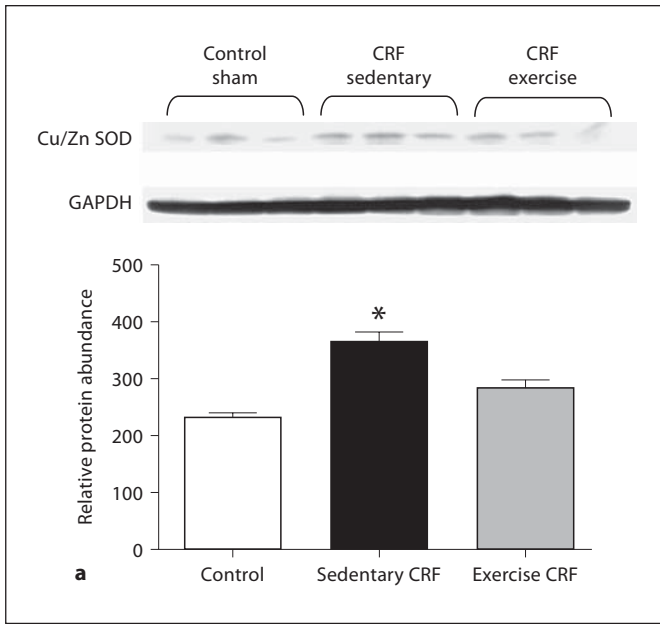 Control
sham
CRF
sedentary
CRF
exercise
Cu/Zn SOD
GAPDH
Relative protein abundance
500
400
300
200
100
0
*
Control
Sedentary CRF
Exercise CRF
a